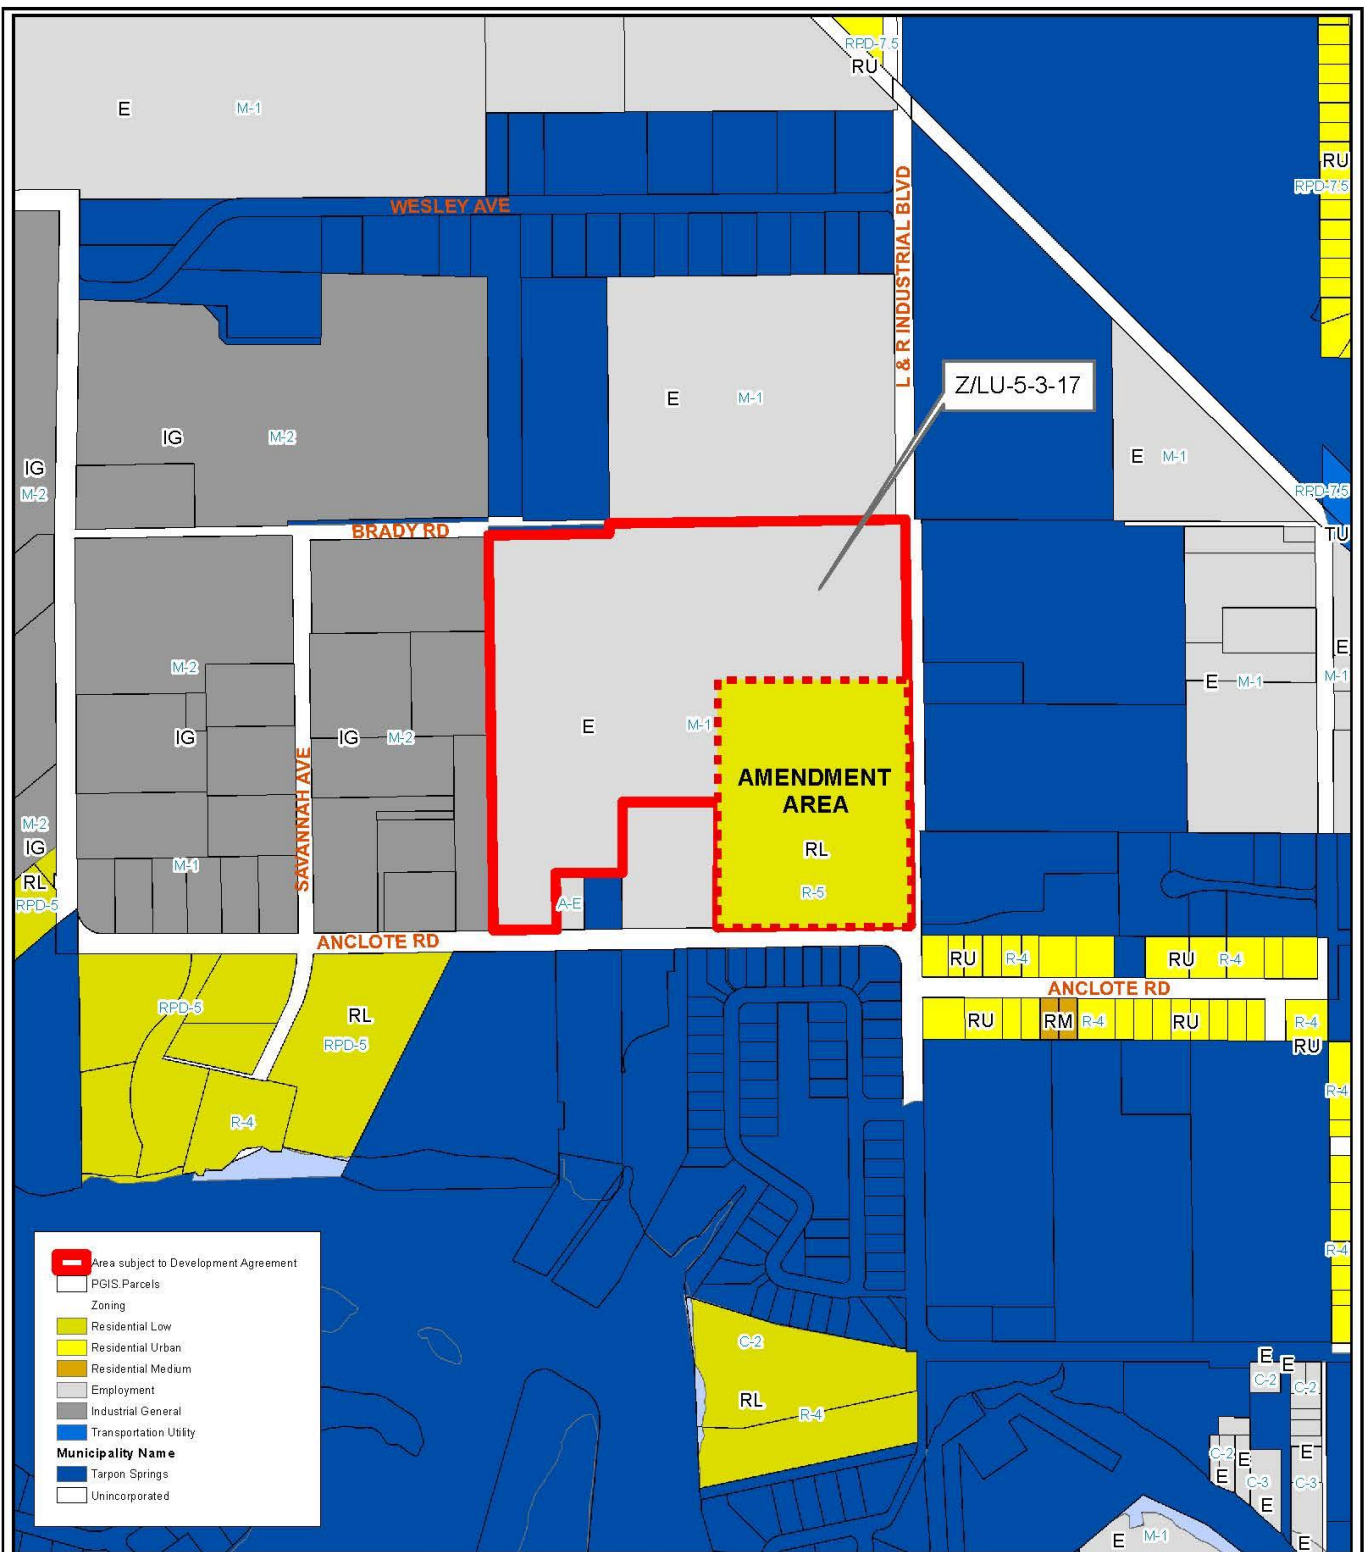 RPD-7.5
RU
E M-1
RU
RPD-7.5
WESLEY AVE
L & R INDUSTRIAL BLVD
Z/LU-5-3-17
E M-1
IG M-2
IG
M-2
E M-1
RPD-7.5
BRADY RD
TU
M-2
E
E M-1
M-1
IG
IG M-2
E
M-1
SAVANNAH AVE
AMENDMENT
AREA
RL
R-5
M-2
IG
M-1
RL
RPD-5
A-E
ANCLOTE RD
RU R-4
RU R-4
ANCLOTE RD
RPD-5
RL
RPD-5
RU
RM
R-4
RU
R-4
RU
R-4
R-4
R-4
C-2
RL
R-4
E
E
C-2
C-2
C-2
E
E
E
C-3
C-3
E
E M-1
E
Area subject to Development Agreement
PGIS.Parcels
Zoning
Residential Low
Residential Urban
Residential Medium
Employment
Industrial General
Transportation Utility
Municipality Name
Tarpon Springs
Unincorporated